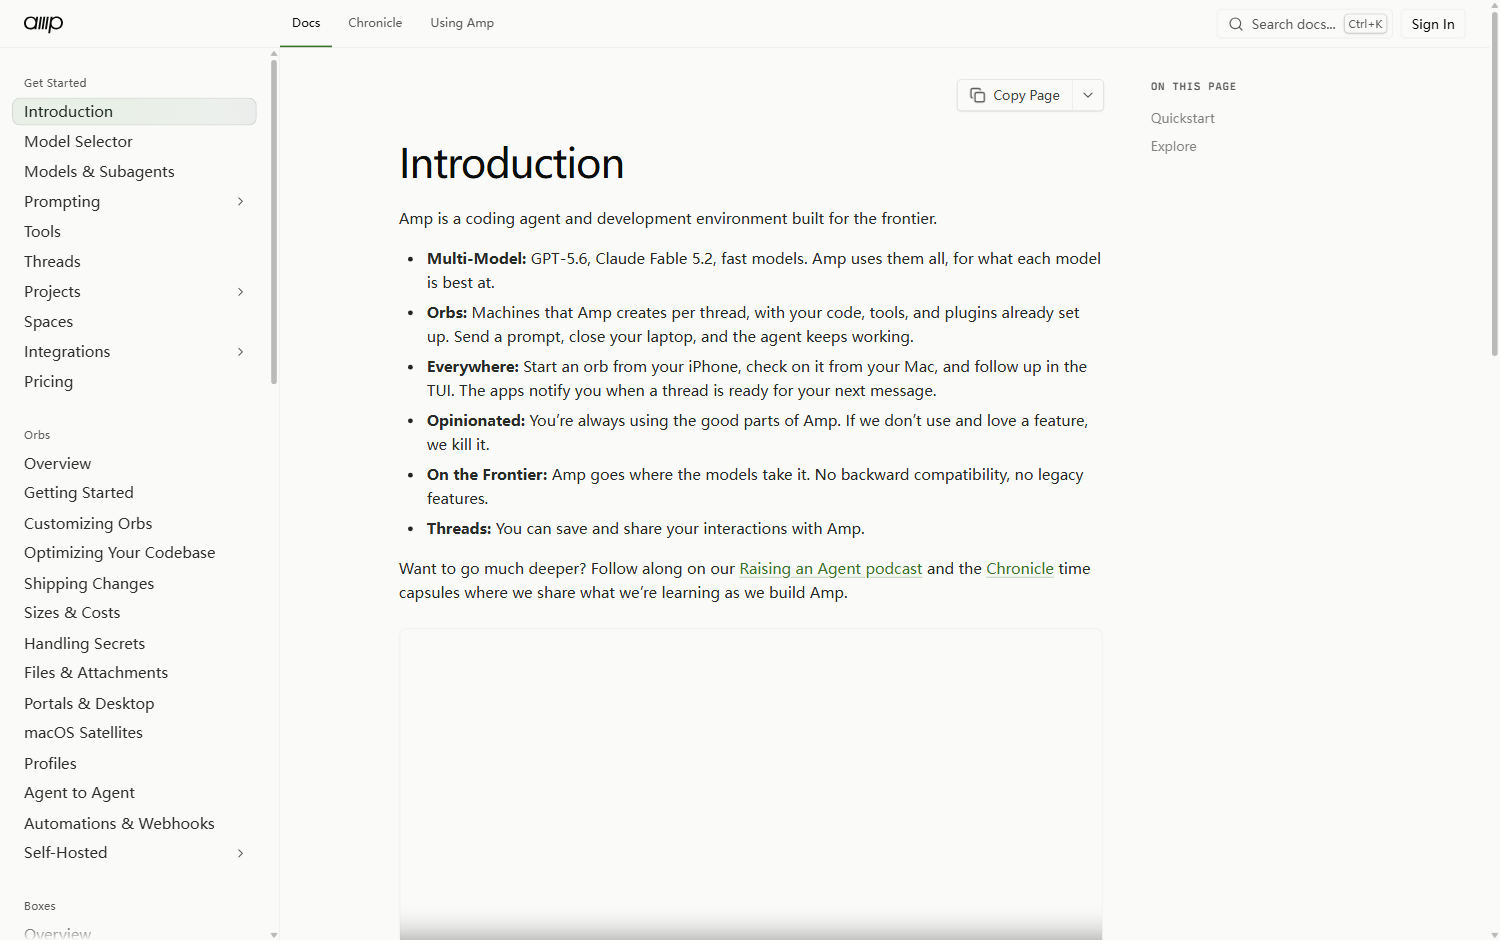 amp
Docs
Chronicle
Using Amp
Search docs...
Ctrl+K
Sign In
Get Started
Introduction
Model Selector
Models & Subagents
Prompting
Tools
Threads
Projects
Spaces
Integrations
Pricing
Orbs
Overview
Getting Started
Customizing Orbs
Optimizing Your Codebase
Shipping Changes
Sizes & Costs
Handling Secrets
Files & Attachments
Portals & Desktop
macOS Satellites
Profiles
Agent to Agent
Automations & Webhooks
Self-Hosted
Boxes
Overview
Copy Page
Introduction
Amp is a coding agent and development environment built for the frontier.
• Multi-Model: GPT-5.6, Claude Fable 5.2, fast models. Amp uses them all, for what each model
is best at.
• Orbs: Machines that Amp creates per thread, with your code, tools, and plugins already set
up. Send a prompt, close your laptop, and the agent keeps working.
• Everywhere: Start an orb from your iPhone, check on it from your Mac, and follow up in the
TUI. The apps notify you when a thread is ready for your next message.
• Opinionated: You’re always using the good parts of Amp. If we don’t use and love a feature,
we kill it.
• On the Frontier: Amp goes where the models take it. No backward compatibility, no legacy
features.
• Threads: You can save and share your interactions with Amp.
Want to go much deeper? Follow along on our Raising an Agent podcast and the Chronicle time
capsules where we share what we’re learning as we build Amp.
ON THIS PAGE
Quickstart
Explore